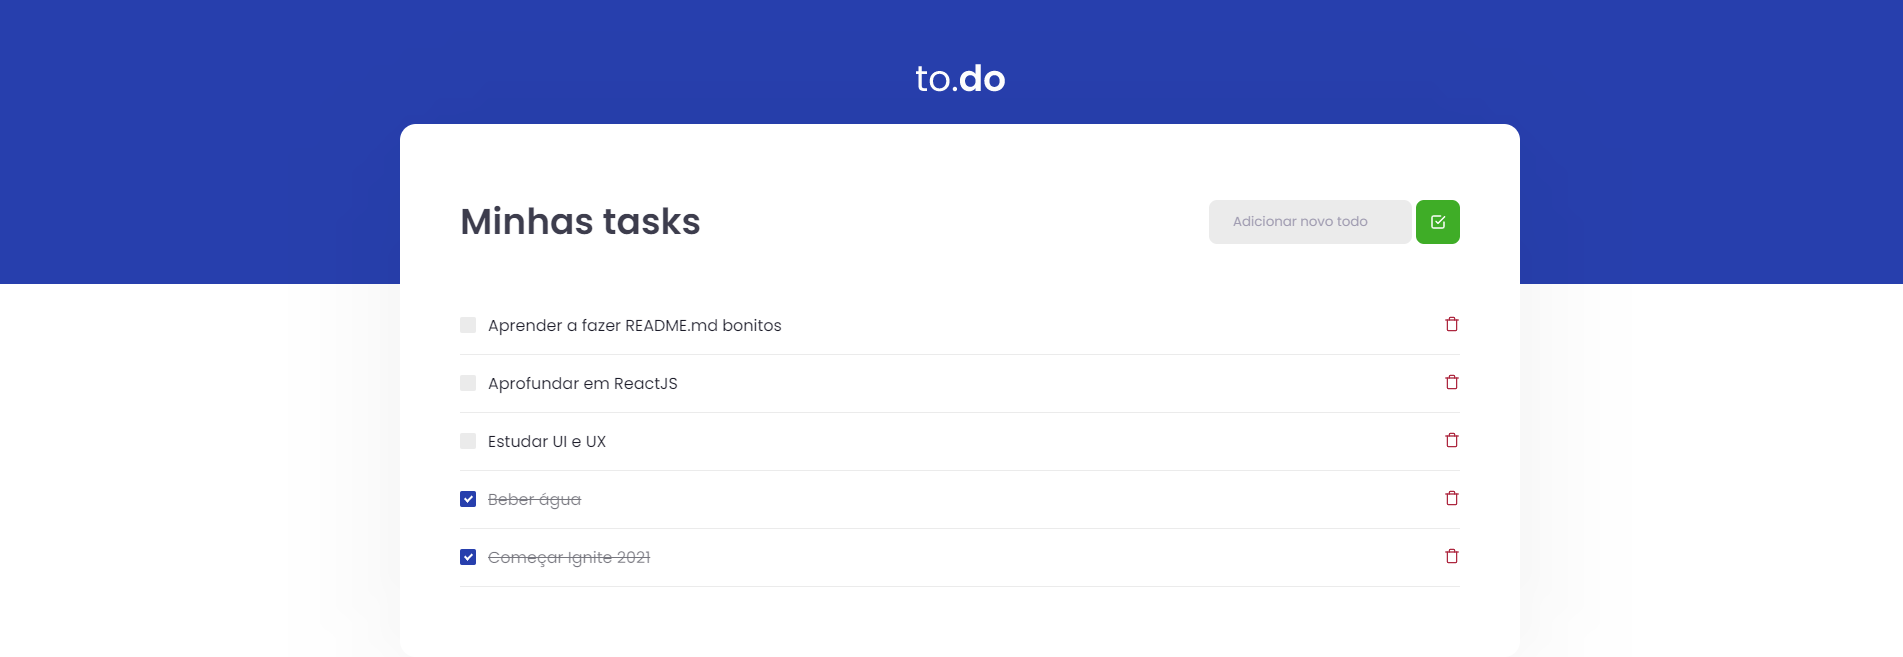 to.do
Minhas tasks
Adicionar novo todo
Aprender a fazer README.md bonitos
Aprofundar em ReactJS
Estudar UI e UX
Beber água
Começar Ignite 2021